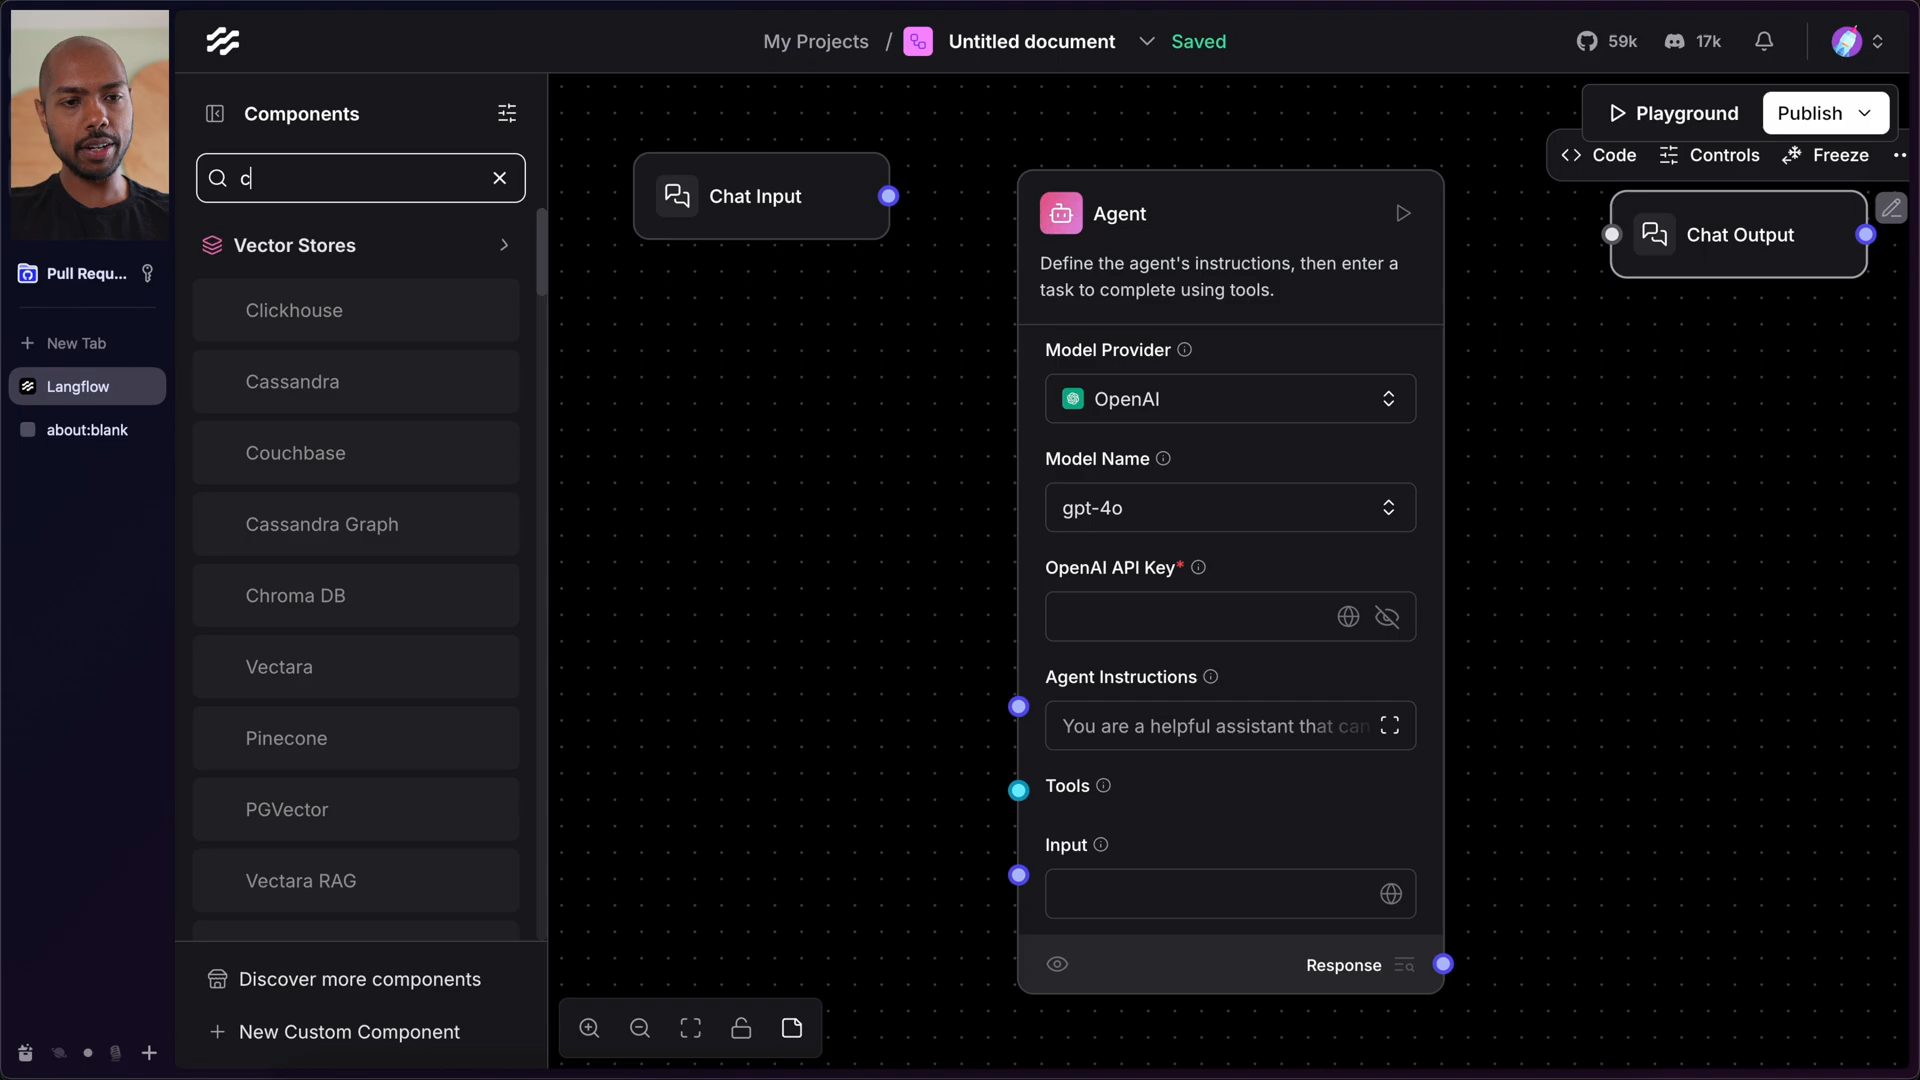 My Projects / Untitled document Saved
59k 17k
Pull Requ...
New Tab
Langflow
about:blank
Components
c
Vector Stores
Clickhouse
Cassandra
Couchbase
Cassandra Graph
Chroma DB
Vectara
Pinecone
PGVector
Vectara RAG
Discover more components
New Custom Component
Chat Input
Agent
Define the agent's instructions, then enter a
task to complete using tools.
Model Provider
OpenAI
Model Name
gpt-4o
OpenAI API Key*
Agent Instructions
You are a helpful assistant that can
Tools
Input
Response
Playground Publish
Code Controls Freeze
Chat Output